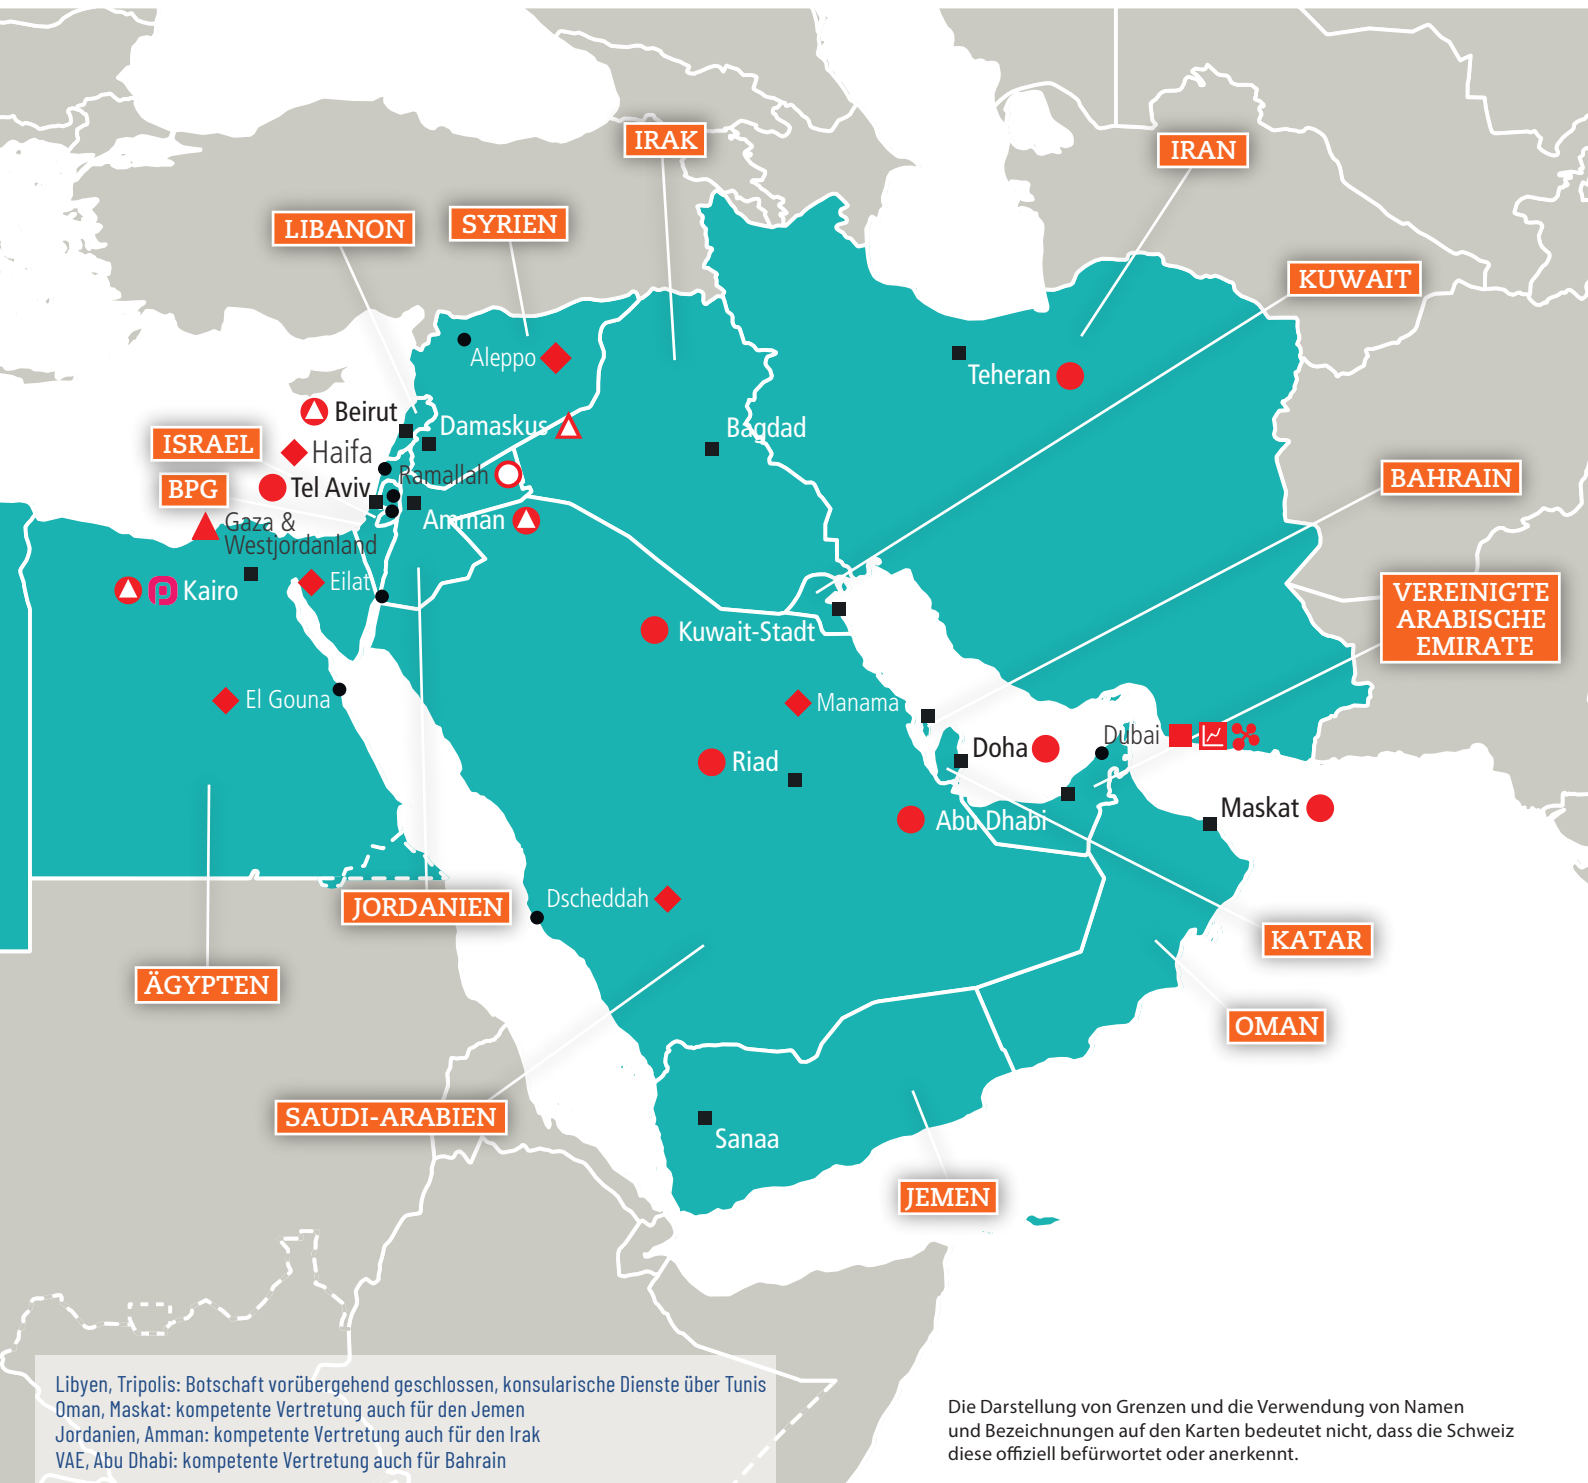 IRAK
IRAN
LIBANON
SYRIEN
KUWAIT
Aleppo
Teheran
Beirut
Damaskus
Bagdad
ISRAEL
Haifa
Ramallah
BAHRAIN
BPG
Tel Aviv
Gaza &
Westjordanland
Amman
Eilat
Kairo
VEREINIGTE
ARABISCHE
EMIRATE
Kuwait-Stadt
El Gouna
Manama
Doha
Dubai
Riad
Maskat
Abu Dhabi
Dscheddah
JORDANIEN
KATAR
ÄGYPTEN
OMAN
SAUDI-ARABIEN
Sanaa
JEMEN
Libyen, Tripolis: Botschaft vorübergehend geschlossen, konsularische Dienste über Tunis
Oman, Maskat: kompetente Vertretung auch für den Jemen
Jordanien, Amman: kompetente Vertretung auch für den Irak
VAE, Abu Dhabi: kompetente Vertretung auch für Bahrain
Die Darstellung von Grenzen und die Verwendung von Namen
und Bezeichnungen auf den Karten bedeutet nicht, dass die Schweiz
diese offiziell befürwortet oder anerkennt.